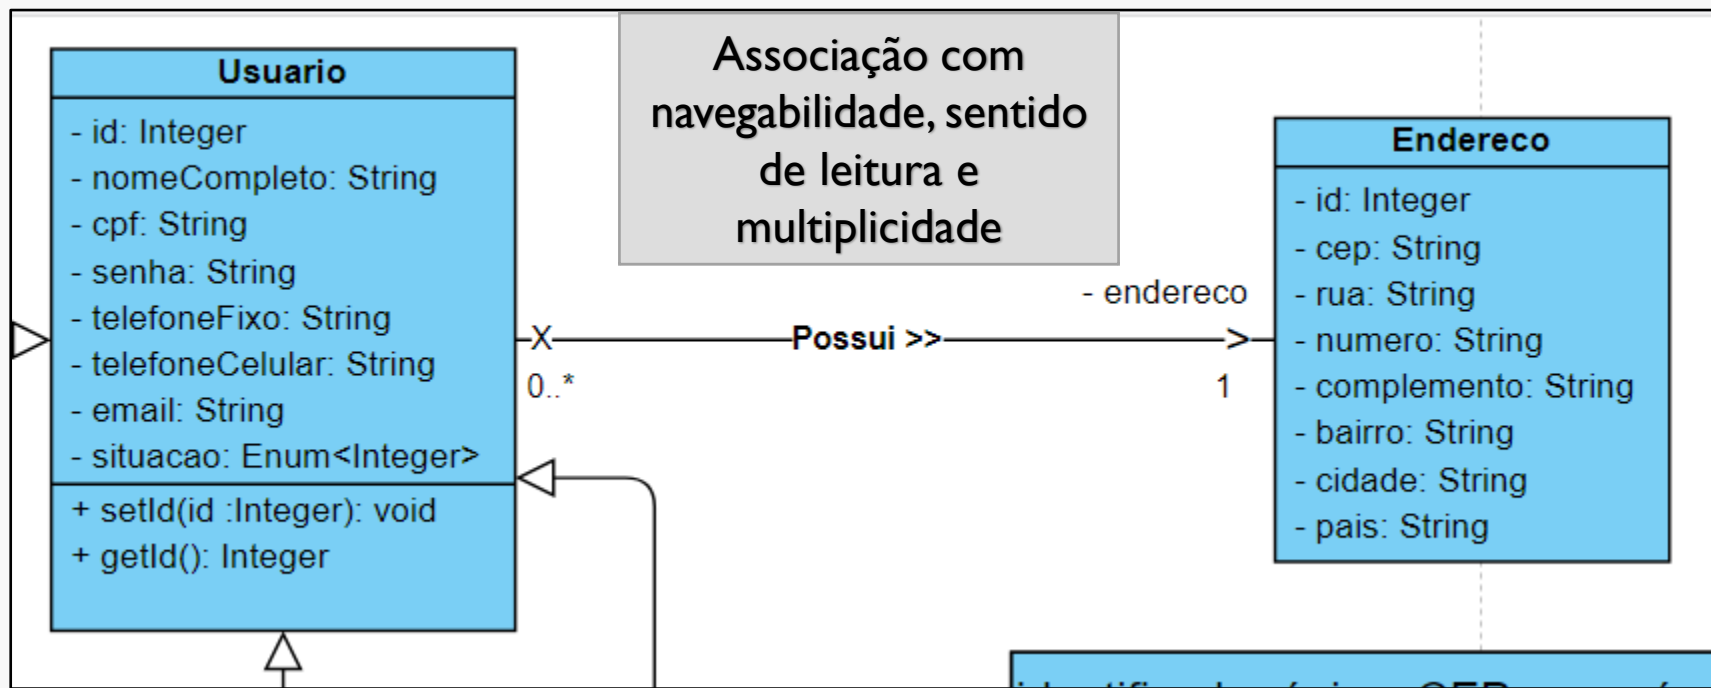 Usuario
- id: Integer
- nomeCompleto: String
- cpf: String
- senha: String
- telefoneFixo: String
- telefoneCelular: String
- email: String
- situacao: Enum<Integer>
+ setId(id :Integer): void
+ getId(): Integer
Associação com
navegabilidade, sentido
de leitura e
multiplicidade
- endereco
X
Possui >>
>
0..*
1
Endereco
- id: Integer
- cep: String
- rua: String
- numero: String
- complemento: String
- bairro: String
- cidade: String
- pais: String